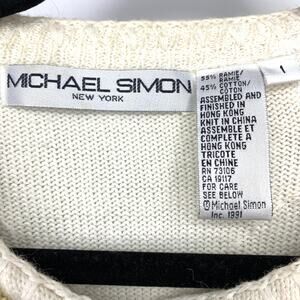 MICHAEL SIMON
NEW YORK
55% RAMIE/
RAMIE
45% COTTON/
COTTON
ASSEMBLED AND
FINISHED IN
HONG KONG
KNIT IN CHINA
ASSEMBLE ET
COMPLETE A
HONG KONG
TRICOTE
EN CHINE
RN 73106
CA 19117
FOR CARE
SEE BELOW
© Michael Simon
Inc. 1991
L